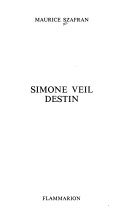 MAURICE SZAFRAN
SIMONE VEIL
DESTIN
FLAMMARION